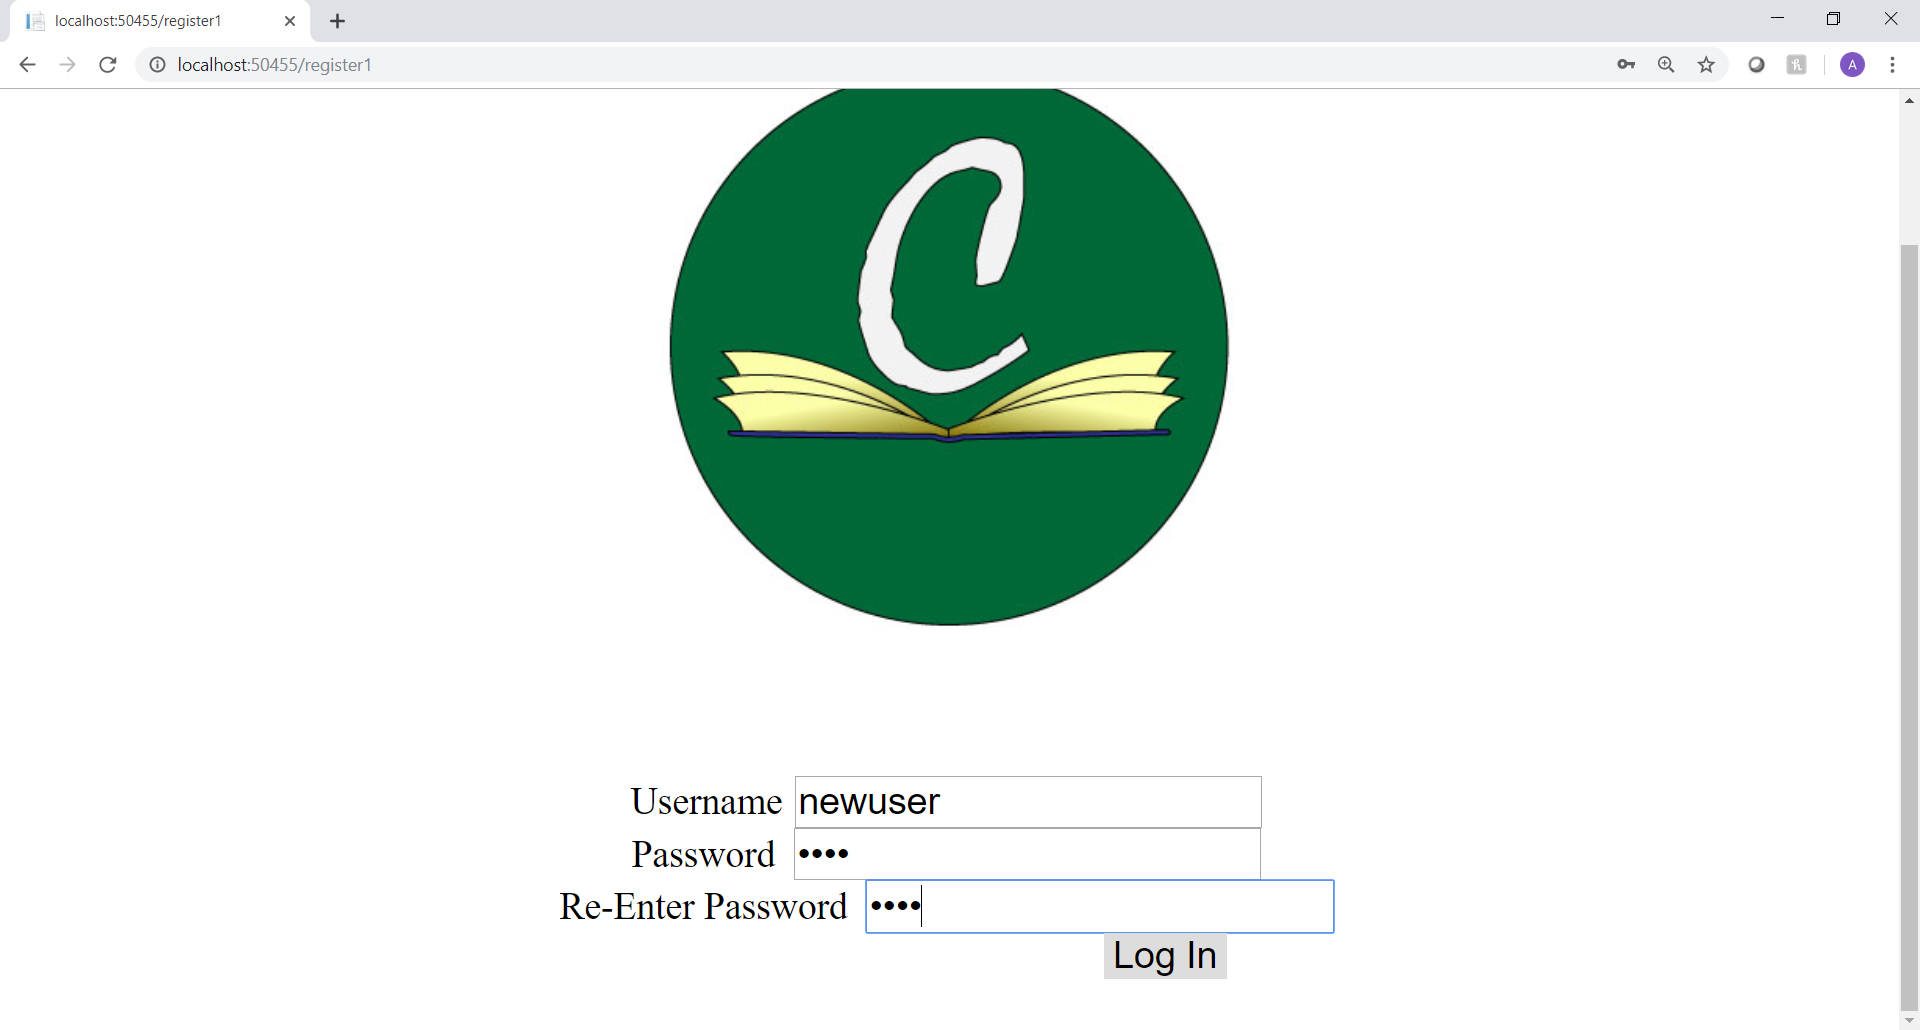 localhost:50455/register1
localhost:50455/register1
A
C
Username newuser
Password ••••
Re-Enter Password ••••
Log In